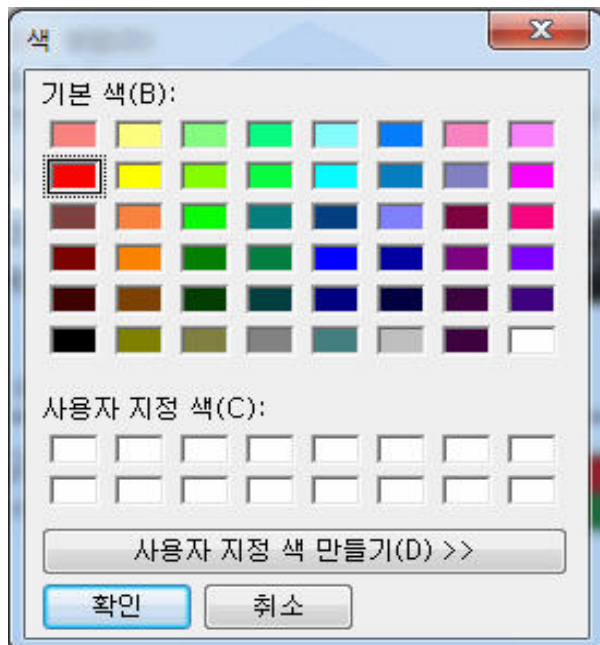 색
기본 색(B):
사용자 지정 색(C):
사용자 지정 색 만들기(D) >>
확인
취소